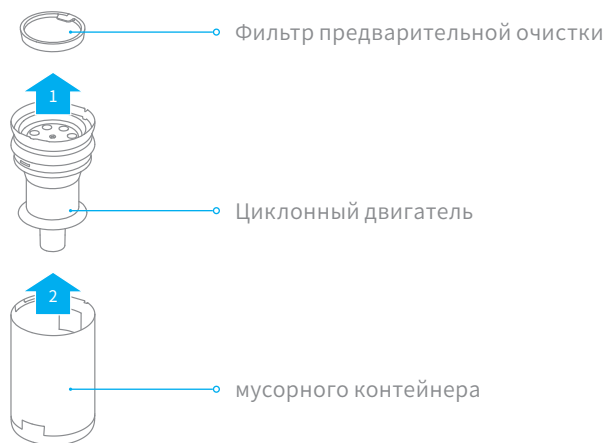 Фильтр предварительной очистки
1
Циклонный двигатель
2
мусорного контейнера